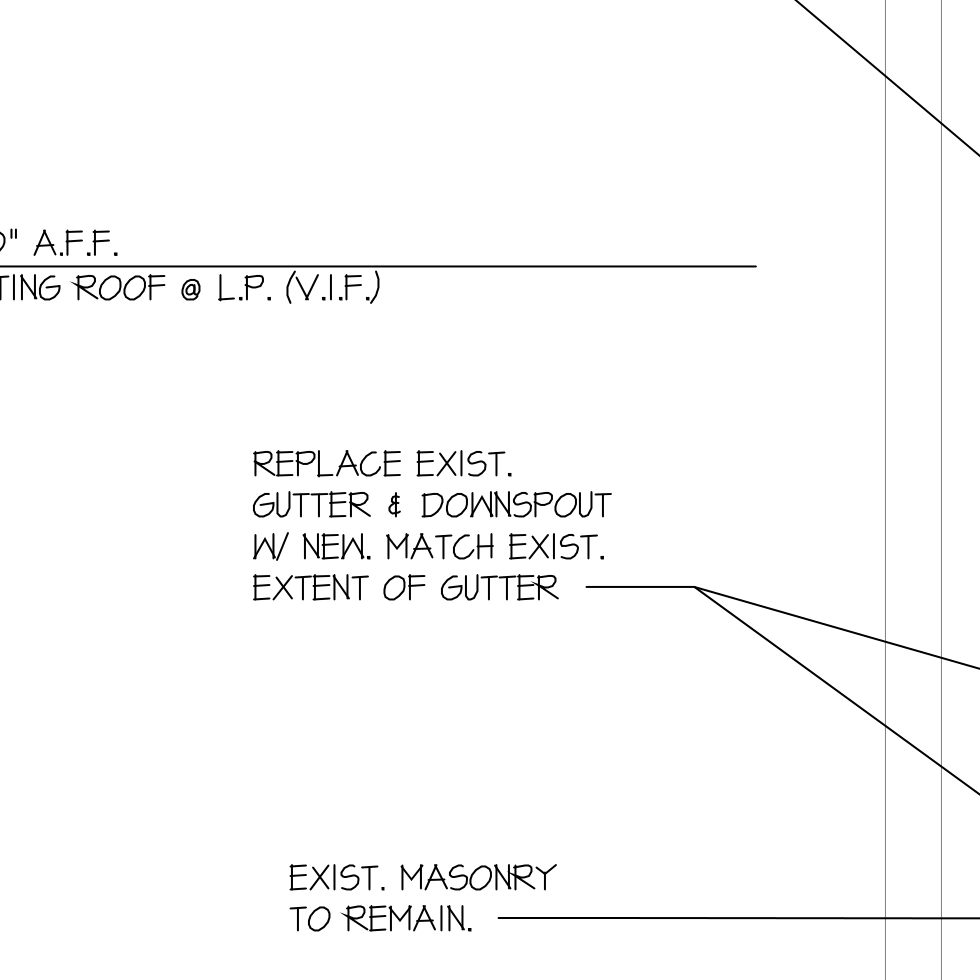 " A.F.F.
TING ROOF @ L.P. (V.I.F.)
REPLACE EXIST.
GUTTER & DOWNSPOUT
W/ NEW. MATCH EXIST.
EXTENT OF GUTTER
EXIST. MASONRY
TO REMAIN.